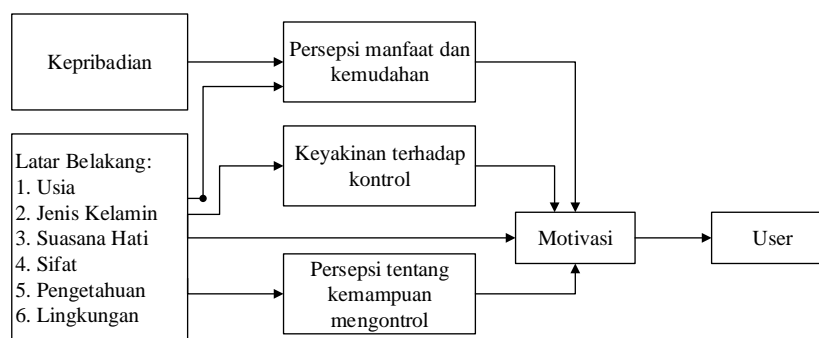 Kepribadian
Persepsi manfaat dan
kemudahan
Latar Belakang:
1. Usia
2. Jenis Kelamin
3. Suasana Hati
4. Sifat
5. Pengetahuan
6. Lingkungan
Keyakinan terhadap
kontrol
Persepsi tentang
kemampuan
mengontrol
Motivasi
User